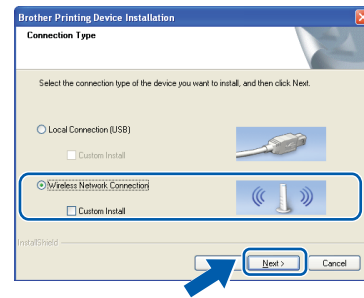 Brother Printing Device Installation
Connection Type
Select the connection type of the device you want to install, and then click Next.
Local Connection (USB)
Custom Install
Wireless Network Connection
Custom Install
InstallShield
Next >
Cancel